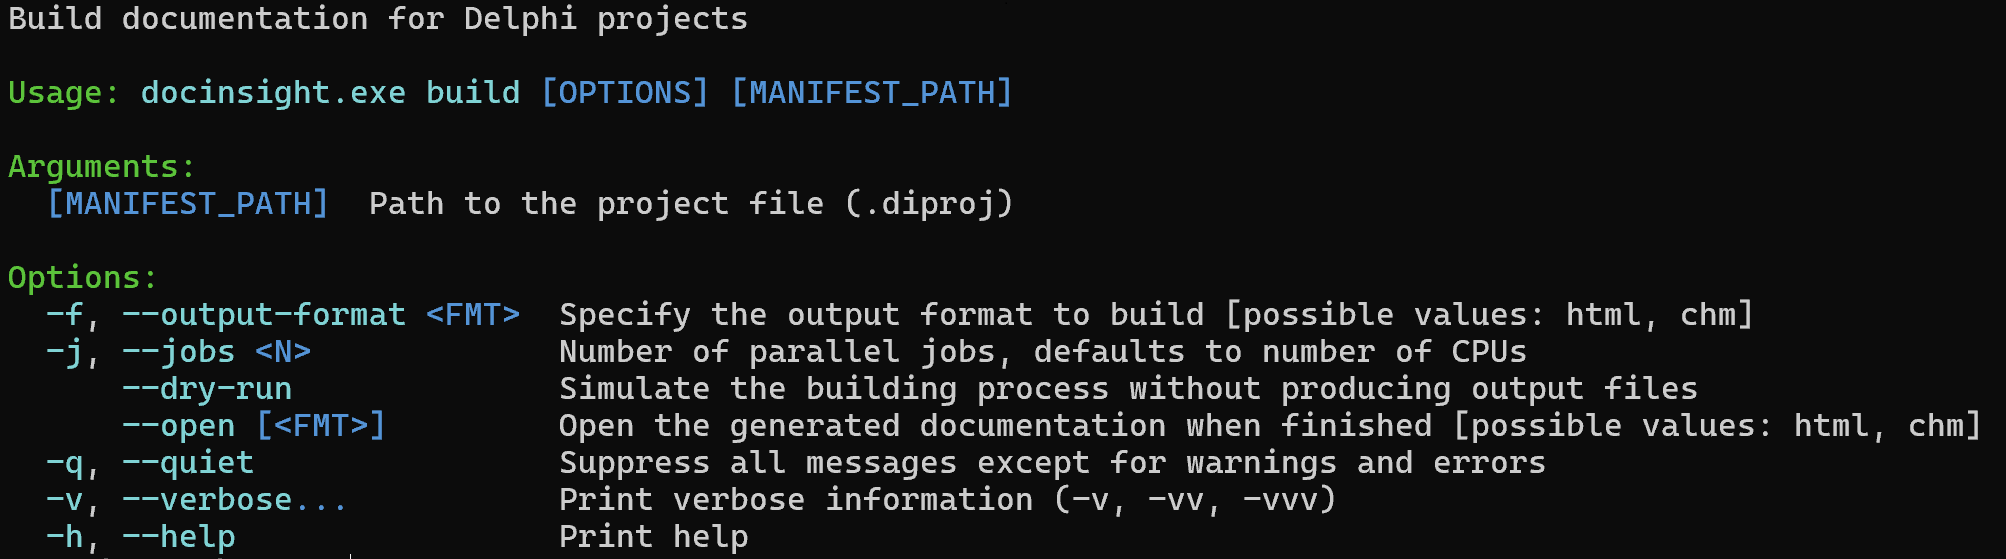 Build documentation for Delphi projects
Usage: docinsight.exe build [OPTIONS] [MANIFEST_PATH]
Arguments:
[MANIFEST_PATH]  Path to the project file (.diproj)
Options:
-f, --output-format <FMT>  Specify the output format to build [possible values: html, chm]
-j, --jobs <N>  Number of parallel jobs, defaults to number of CPUs
--dry-run  Simulate the building process without producing output files
--open [<FMT>]  Open the generated documentation when finished [possible values: html, chm]
-q, --quiet  Suppress all messages except for warnings and errors
-v, --verbose...  Print verbose information (-v, -vv, -vvv)
-h, --help  Print help